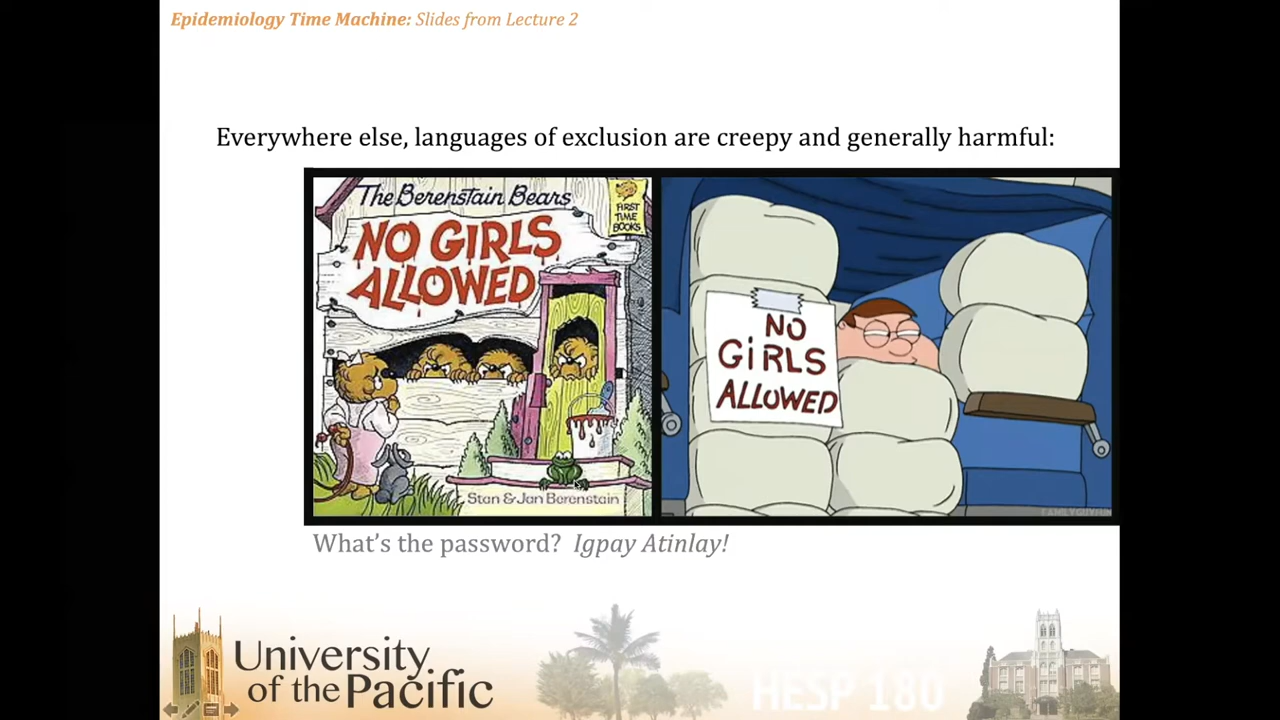 Epidemiology Time Machine: Slides from Lecture 2
Everywhere else, languages of exclusion are creepy and generally harmful:
The Berenstain Bears
NO GIRLS
ALLOWED
FIRST
TIME
BOOKS
Stan & Jan Berenstain
NO
GiRLS
ALLOWED
What's the password? Igpay Atinlay!
University
of the Pacific
HESP 180